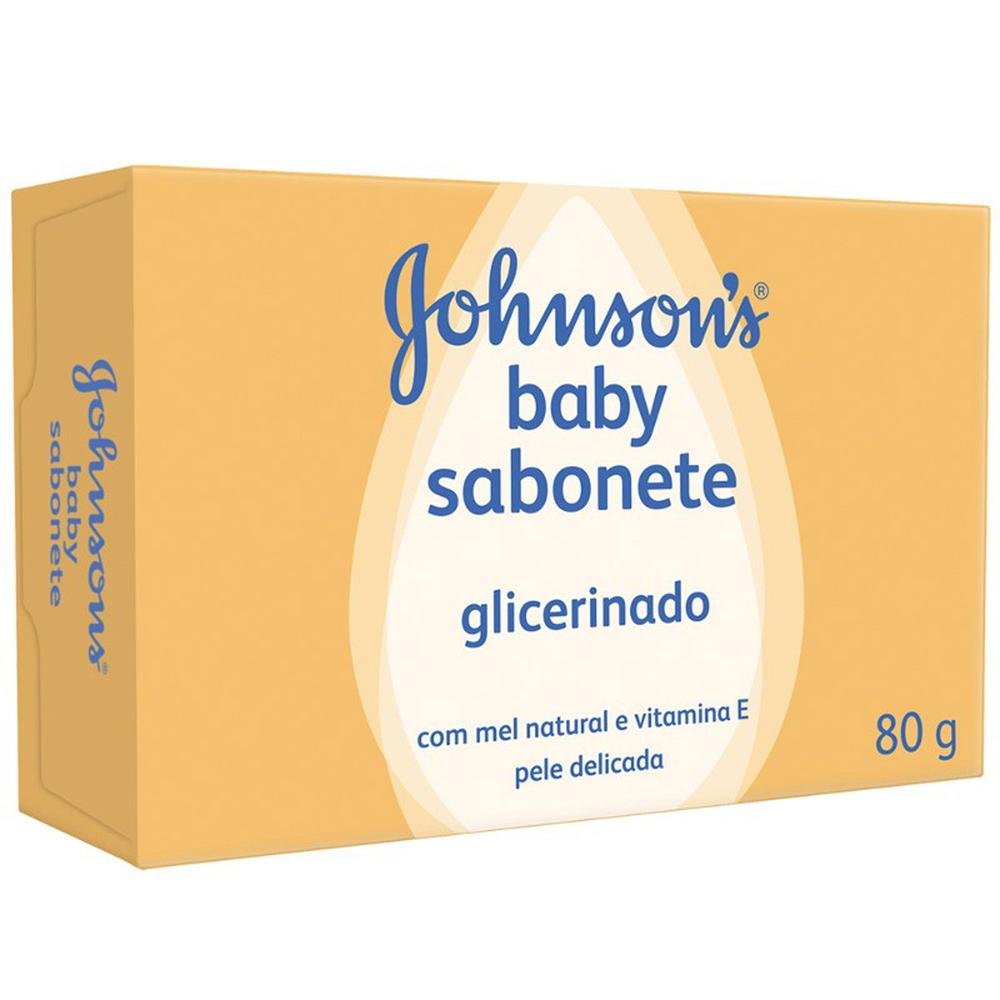 Johnson's®
baby
sabonete
glicerinado
com mel natural e vitamina E
pele delicada
80 g
Johnson's®
baby
sabonete